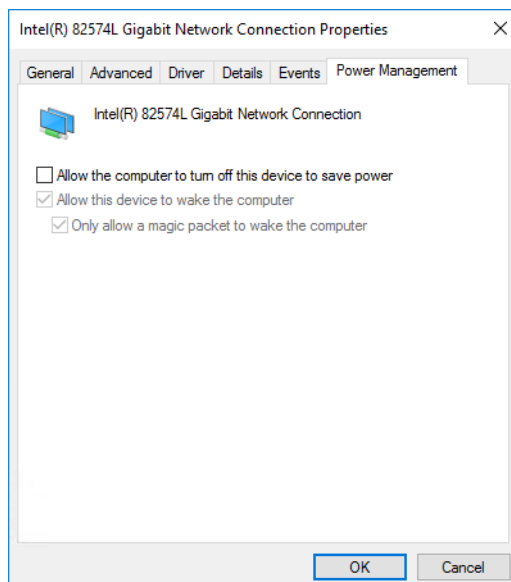 Intel(R) 82574L Gigabit Network Connection Properties
General Advanced Driver Details Events Power Management
Intel(R) 82574L Gigabit Network Connection
Allow the computer to turn off this device to save power
Allow this device to wake the computer
Only allow a magic packet to wake the computer
OK Cancel